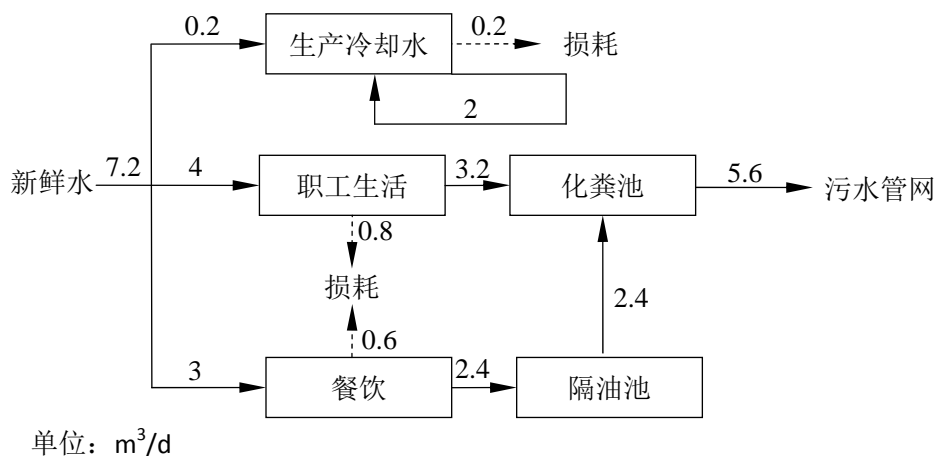 0.2
生产冷却水
0.2
损耗
2
新鲜水
7.2
4
职工生活
3.2
化粪池
5.6
污水管网
0.8
损耗
0.6
2.4
3
餐饮
2.4
隔油池
单位：m³/d